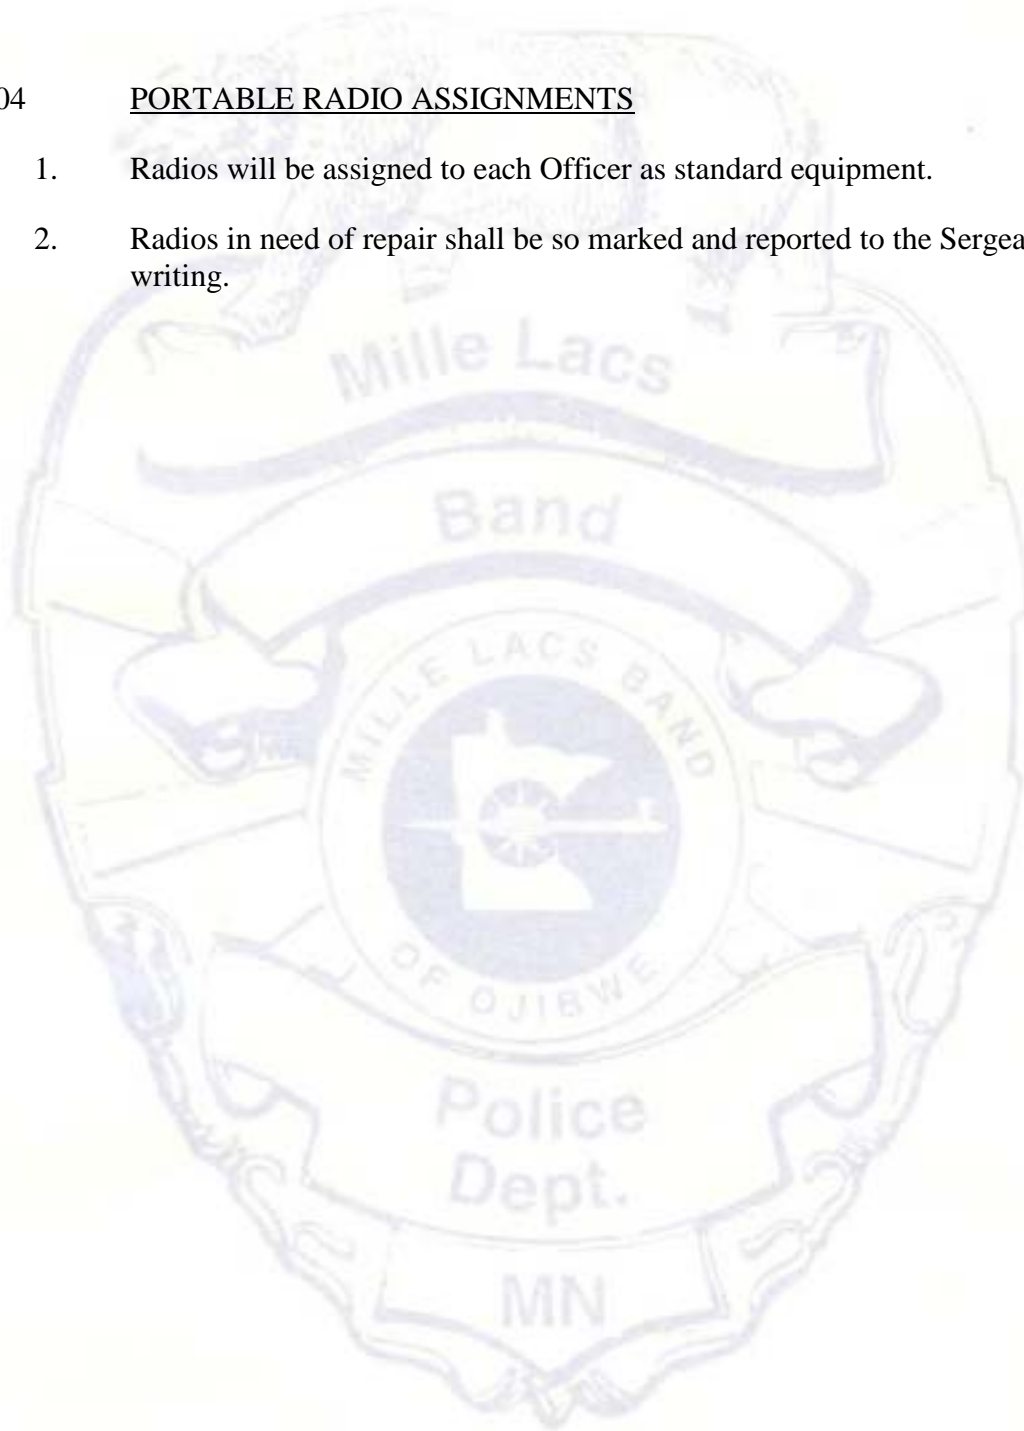 04 PORTABLE RADIO ASSIGNMENTS
1. Radios will be assigned to each Officer as standard equipment.
2. Radios in need of repair shall be so marked and reported to the Sergea
writing.
Mille Lacs
Band
MILLE LACS BAND
OF OJIBWE
Police
Dept.
MN